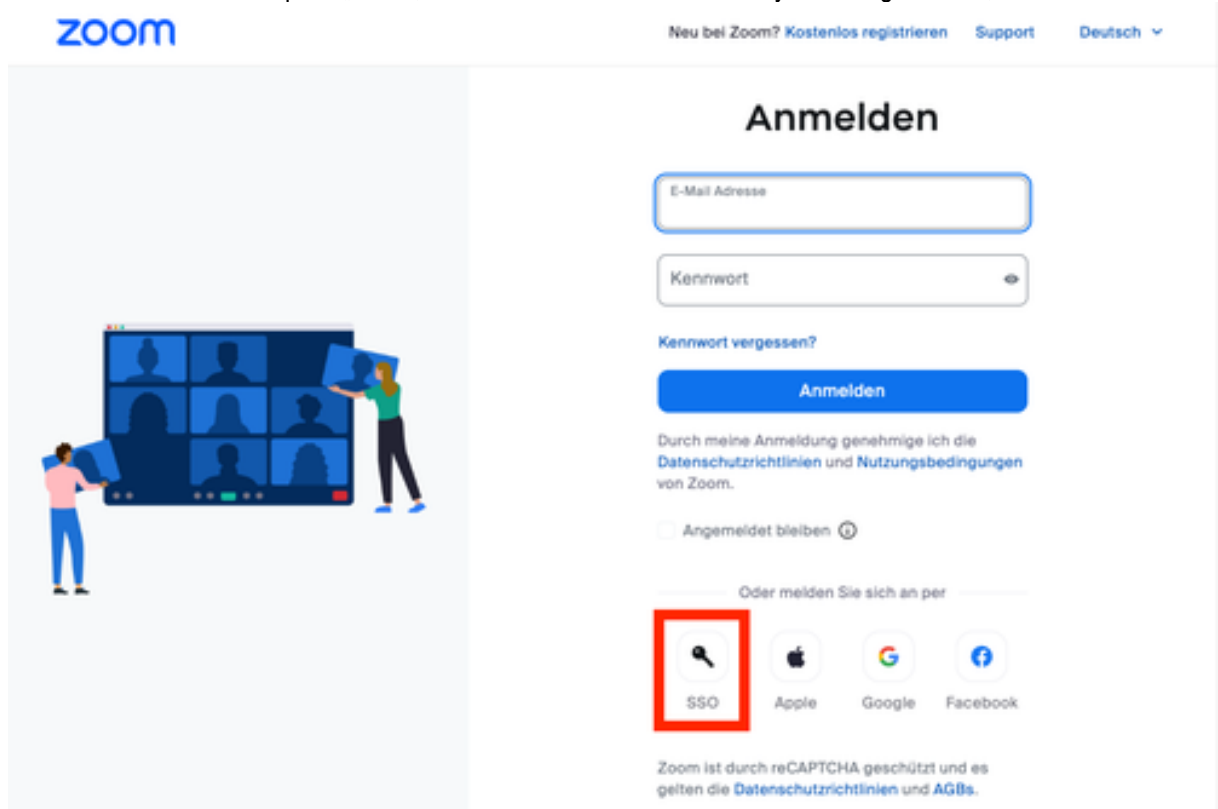 zoom
Neu bei Zoom? Kostenlos registrieren Support Deutsch
Anmelden
E-Mail Adresse
Kennwort
Kennwort vergessen?
Anmelden
Durch meine Anmeldung genehmige ich die
Datenschutzrichtlinien und Nutzungsbedingungen
von Zoom.
Angemeldet bleiben
Oder melden Sie sich an per
SSO Apple Google Facebook
Zoom ist durch reCAPTCHA geschützt und es
gelten die Datenschutzrichtlinien und AGBs.